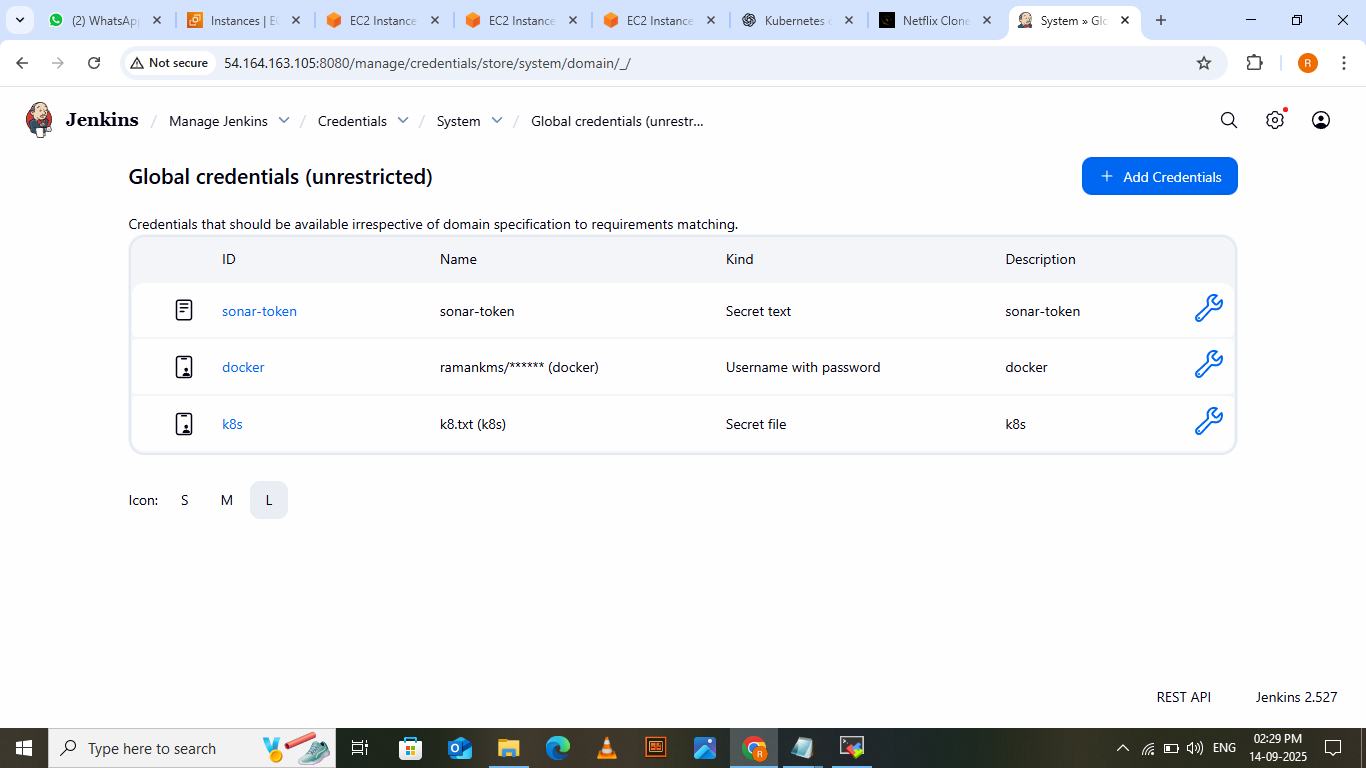 (2) WhatsApp
Instances | EC
EC2 Instance
EC2 Instance
EC2 Instance
Kubernetes c
Netflix Clone
System » Glo
Not secure
54.164.163.105:8080/manage/credentials/store/system/domain/_/
R
Jenkins / Manage Jenkins / Credentials / System / Global credentials (unrestr...
Global credentials (unrestricted)
+ Add Credentials
Credentials that should be available irrespective of domain specification to requirements matching.
ID Name Kind Description
sonar-token sonar-token Secret text sonar-token
docker ramankms/****** (docker) Username with password docker
k8s k8.txt (k8s) Secret file k8s
Icon: S M L
REST API Jenkins 2.527
Type here to search
R
ENG
02:29 PM
14-09-2025